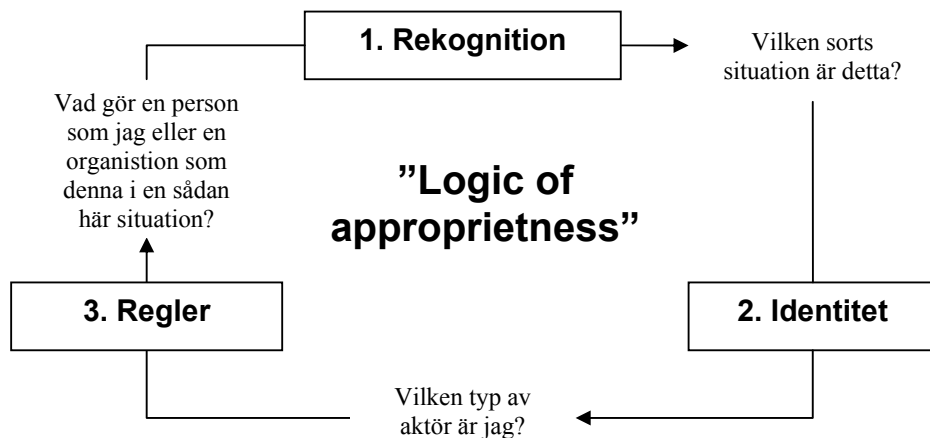 1. Rekognition
Vilken sorts
situation är detta?
Vad gör en person
som jag eller en
organistion som
denna i en sådan
här situation?
”Logic of
approprietness”
3. Regler
2. Identitet
Vilken typ av
aktör är jag?